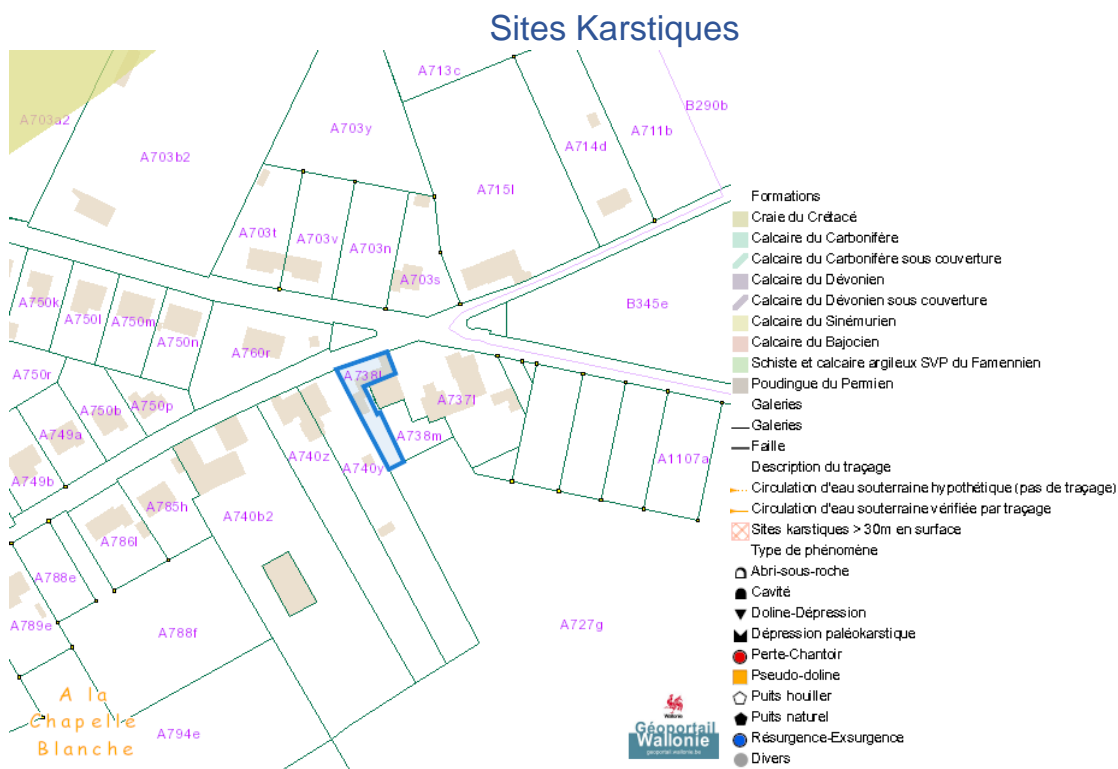 Sites Karstiques
A713c
B290b
A703a2
A703y
A711b
A714d
A703b2
A715l
A703t
A703v
A703n
A703s
B345e
A750k
A750l
A750m
A750n
A760r
A750r
A738l
A737l
A750b
A750p
A749a
A738m
A740z
A740y
A1107a
A749b
A785h
A740b2
A786l
A788e
A789e
A788f
A727g
A la
Chapelle
Blanche
A794e
Formations
Craie du Crétacé
Calcaire du Carbonifère
Calcaire du Carbonifère sous couverture
Calcaire du Dévonien
Calcaire du Dévonien sous couverture
Calcaire du Sinémurien
Calcaire du Bajocien
Schiste et calcaire argileux SVP du Famennien
Poudingue du Permien
Galeries
Galeries
Faille
Description du traçage
Circulation d'eau souterraine hypothétique (pas de traçage)
Circulation d'eau souterraine vérifiée par traçage
Sites karstiques > 30m en surface
Type de phénomène
Abri-sous-roche
Cavité
Doline-Dépression
Dépression paléokarstique
Perte-Chantoir
Pseudo-doline
Puits houiller
Puits naturel
Résurgence-Exsurgence
Divers
Wallonie
Géoportail
Wallonie
geoportail.wallonie.be